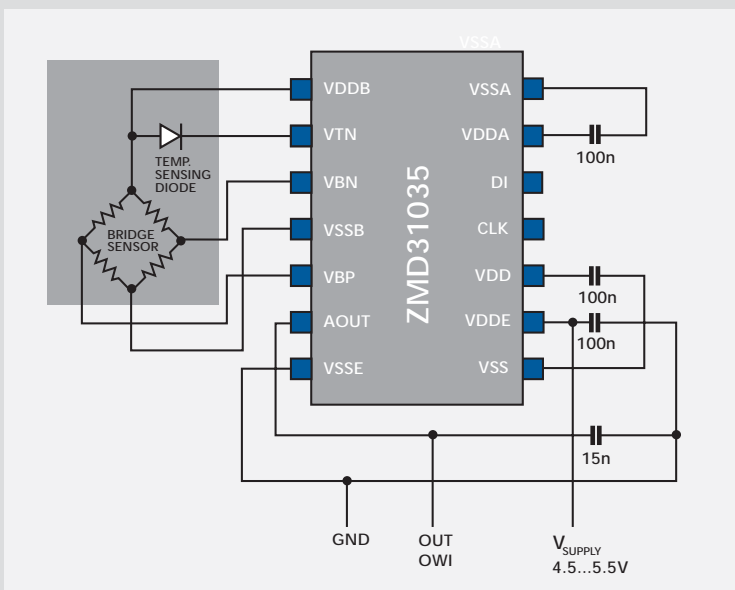 VSSA
VDDB
VTN
VBN
VSSB
VBP
AOUT
VSSE
ZMD31035
VSSA
VDDA
DI
CLK
VDD
VDDE
VSS
TEMP.
SENSING
DIODE
BRIDGE
SENSOR
100n
100n
100n
15n
GND
OUT
OWI
VSUPPLY
4.5...5.5V